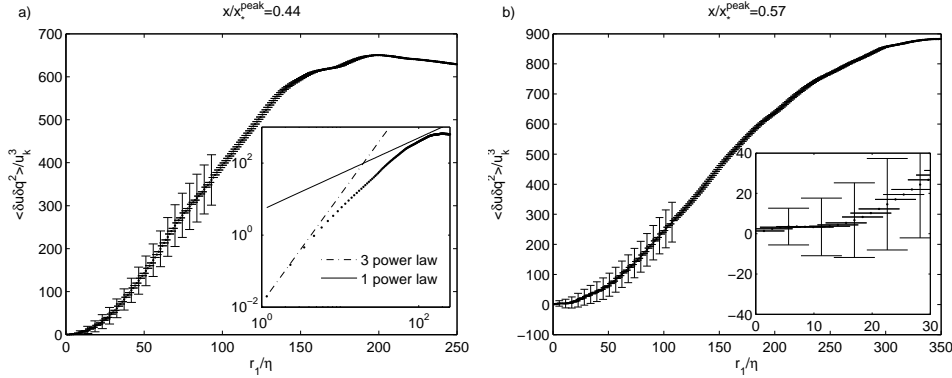 a)
x/x*^peak=0.44
700
600
500
400
300
200
100
0
0 50 100 150 200 250
<δuδq²>/u_k³
r₁/η
10²
10⁰
10⁻²
10⁰ 10²
3 power law
1 power law
b)
x/x*^peak=0.57
900
800
700
600
500
400
300
200
100
0
−100
0 50 100 150 200 250 300 350
<δuδq²>/u_k³
r₁/η
40
20
0
−20
−40
0 10 20 30